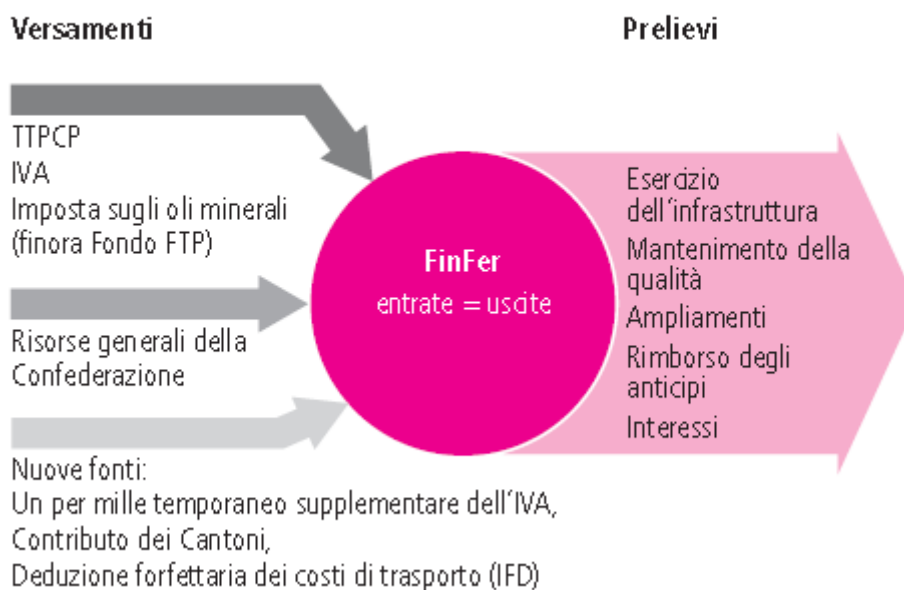 Versamenti
TTPCP
IVA
Imposta sugli oli minerali
(finora Fondo FTP)
Risorse generali della
Confederazione
Nuove fonti:
Un per mille temporaneo supplementare dell'IVA,
Contributo dei Cantoni,
Deduzione forfettaria dei costi di trasporto (IFD)
FinFer
entrate = uscite
Prelievi
Esercizio
dell'infrastruttura
Mantenimento della
qualità
Ampliamenti
Rimborso degli
anticipi
Interessi